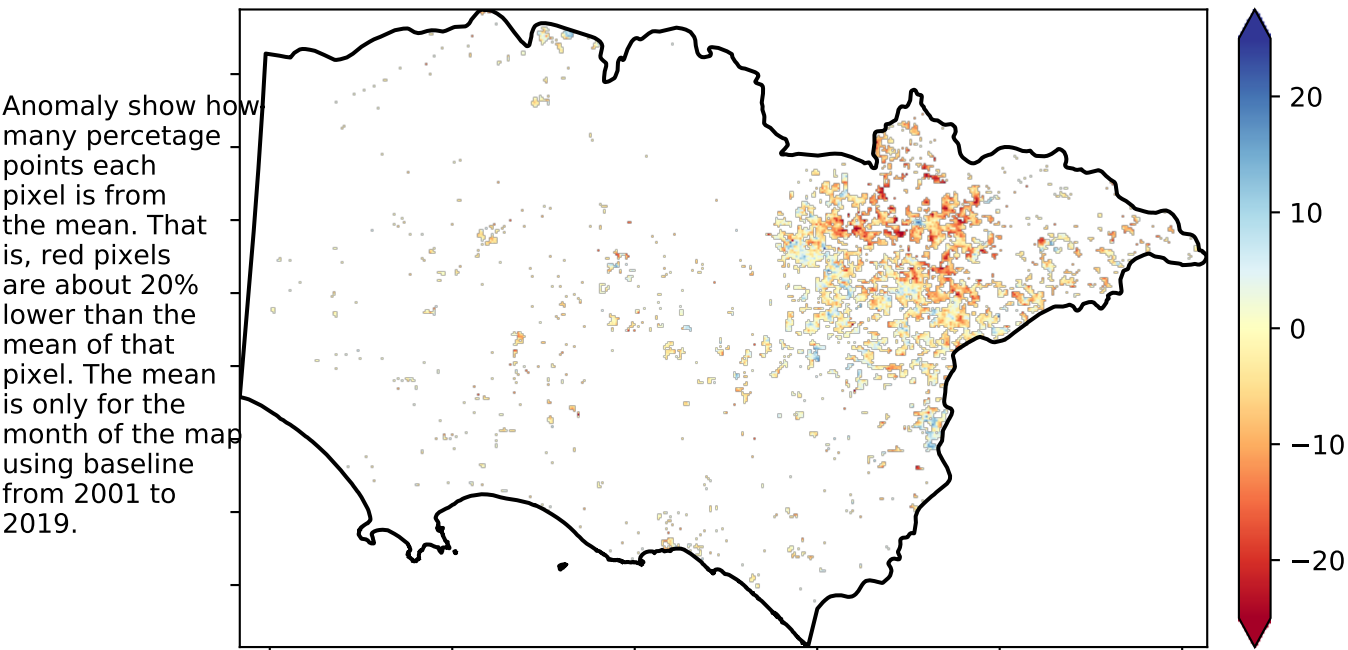 Anomaly show how
many percetage
points each
pixel is from
the mean. That
is, red pixels
are about 20%
lower than the
mean of that
pixel. The mean
is only for the
month of the map
using baseline
from 2001 to
2019.
20
10
0
−10
−20